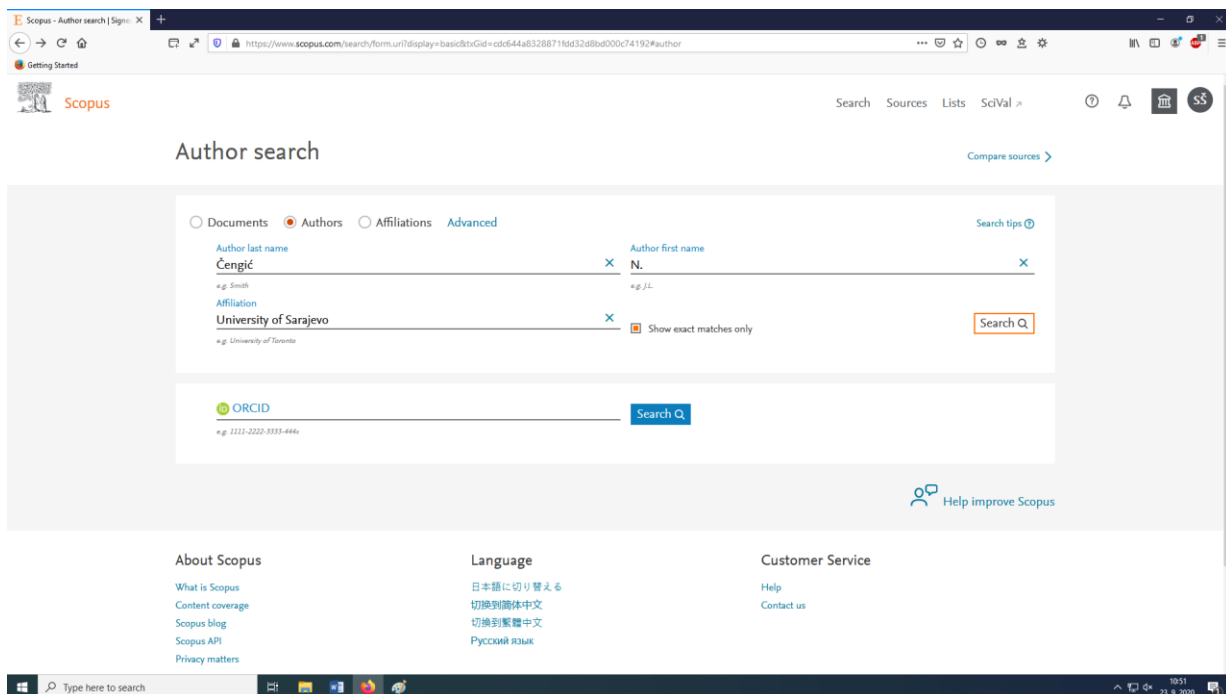 Scopus - Author search | Signe
https://www.scopus.com/search/form.uri?display=basic&txGid=cdc644a8328871fdd32d8bd000c74192#author
Getting Started
Scopus
Search Sources Lists SciVal
SŠ
Author search
Compare sources
Documents Authors Affiliations Advanced
Search tips
Author last name Author first name
Čengić N.
e.g. Smith e.g. J.L.
Affiliation
University of Sarajevo
Show exact matches only
Search
e.g. University of Toronto
ORCID
Search
e.g. 1111-2222-3333-444x
Help improve Scopus
About Scopus Language Customer Service
What is Scopus 日本語に切り替える Help
Content coverage 切换到简体中文 Contact us
Scopus blog 切換到繁體中文
Scopus API Русский язык
Privacy matters
Type here to search
10:51
23. 9. 2020.